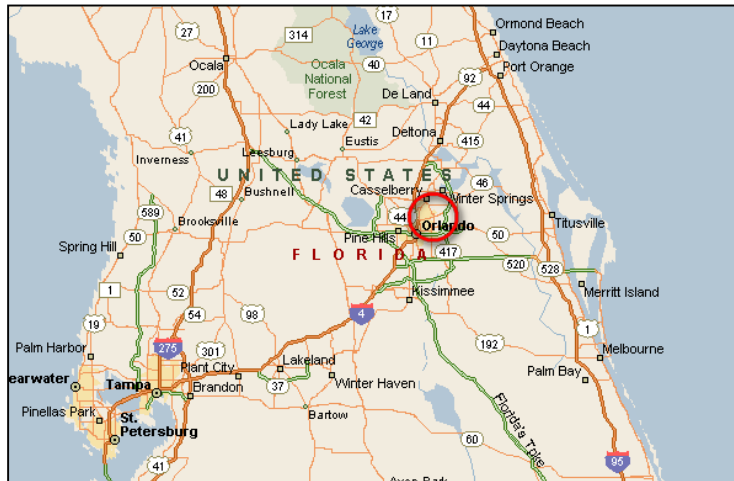 Ormond Beach
27
314
Lake
George
11
Daytona Beach
Ocala
40
Port Orange
Ocala
National
Forest
92
200
De Land
44
Lady Lake
42
41
Deltona
415
Inverness
Leesburg
Eustis
UNITED STATES
46
48
Bushnell
Casselberry
Winter Springs
589
44
Titusville
Brooksville
Orlando
50
Pine Hills
50
Spring Hill
FLORIDA
417
520
528
1
52
Kissimmee
Merritt Island
54
98
4
19
1
192
Palm Harbor
275
301
Melbourne
Plant City
Lakeland
earwater
Tampa
Brandon
37
Winter Haven
Palm Bay
Pinellas Park
Bartow
Florida's Tpke
St.
Petersburg
60
41
95
Avon Park